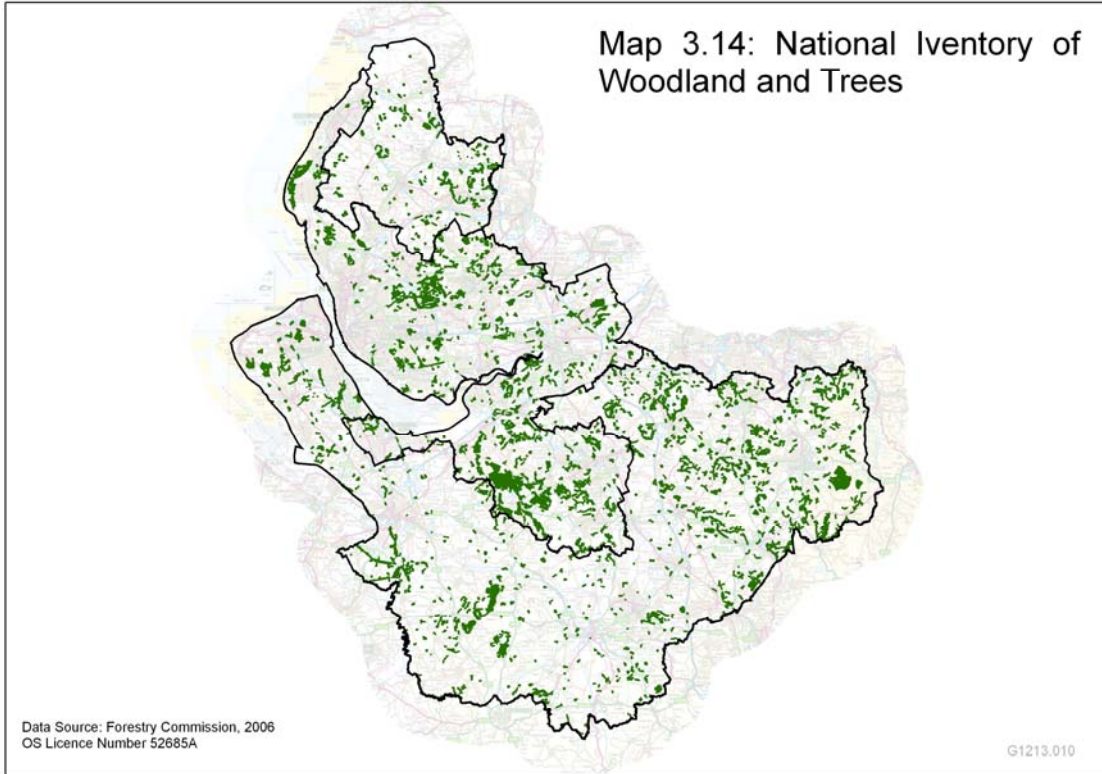 Map 3.14: National Iventory of
Woodland and Trees
Data Source: Forestry Commission, 2006
OS Licence Number 52685A
G1213.010